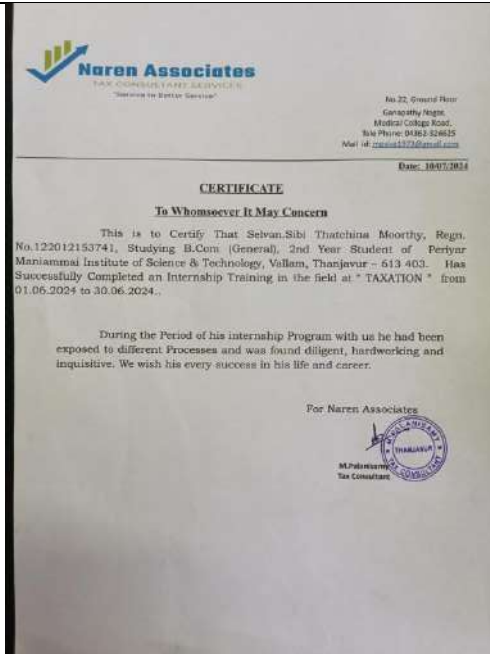 Naren Associates
TAX CONSULTANT SERVICES
No.22, Ground Floor
Ganapathy Nagar,
Medical College Road,
Tele Phone: 04362-326625
Mail id:
Date: 10/07/2024
CERTIFICATE
To Whomsoever It May Concern
This is to Certify That Selvan.Sibi Thatchina Moorthy, Regn.
No.122012153741, Studying B.Com (General), 2nd Year Student of Periyar
Maniammai Institute of Science & Technology, Vallam, Thanjavur – 613 403. Has
Successfully Completed an Internship Training in the field at " TAXATION " from
01.06.2024 to 30.06.2024..
During the Period of his internship Program with us he had been
exposed to different Processes and was found diligent, hardworking and
inquisitive. We wish his every success in his life and career.
For Naren Associates
M.PALANISAMY
THANJAVUR
TAX CONSULTANT
M.Palanisamy
Tax Consultant